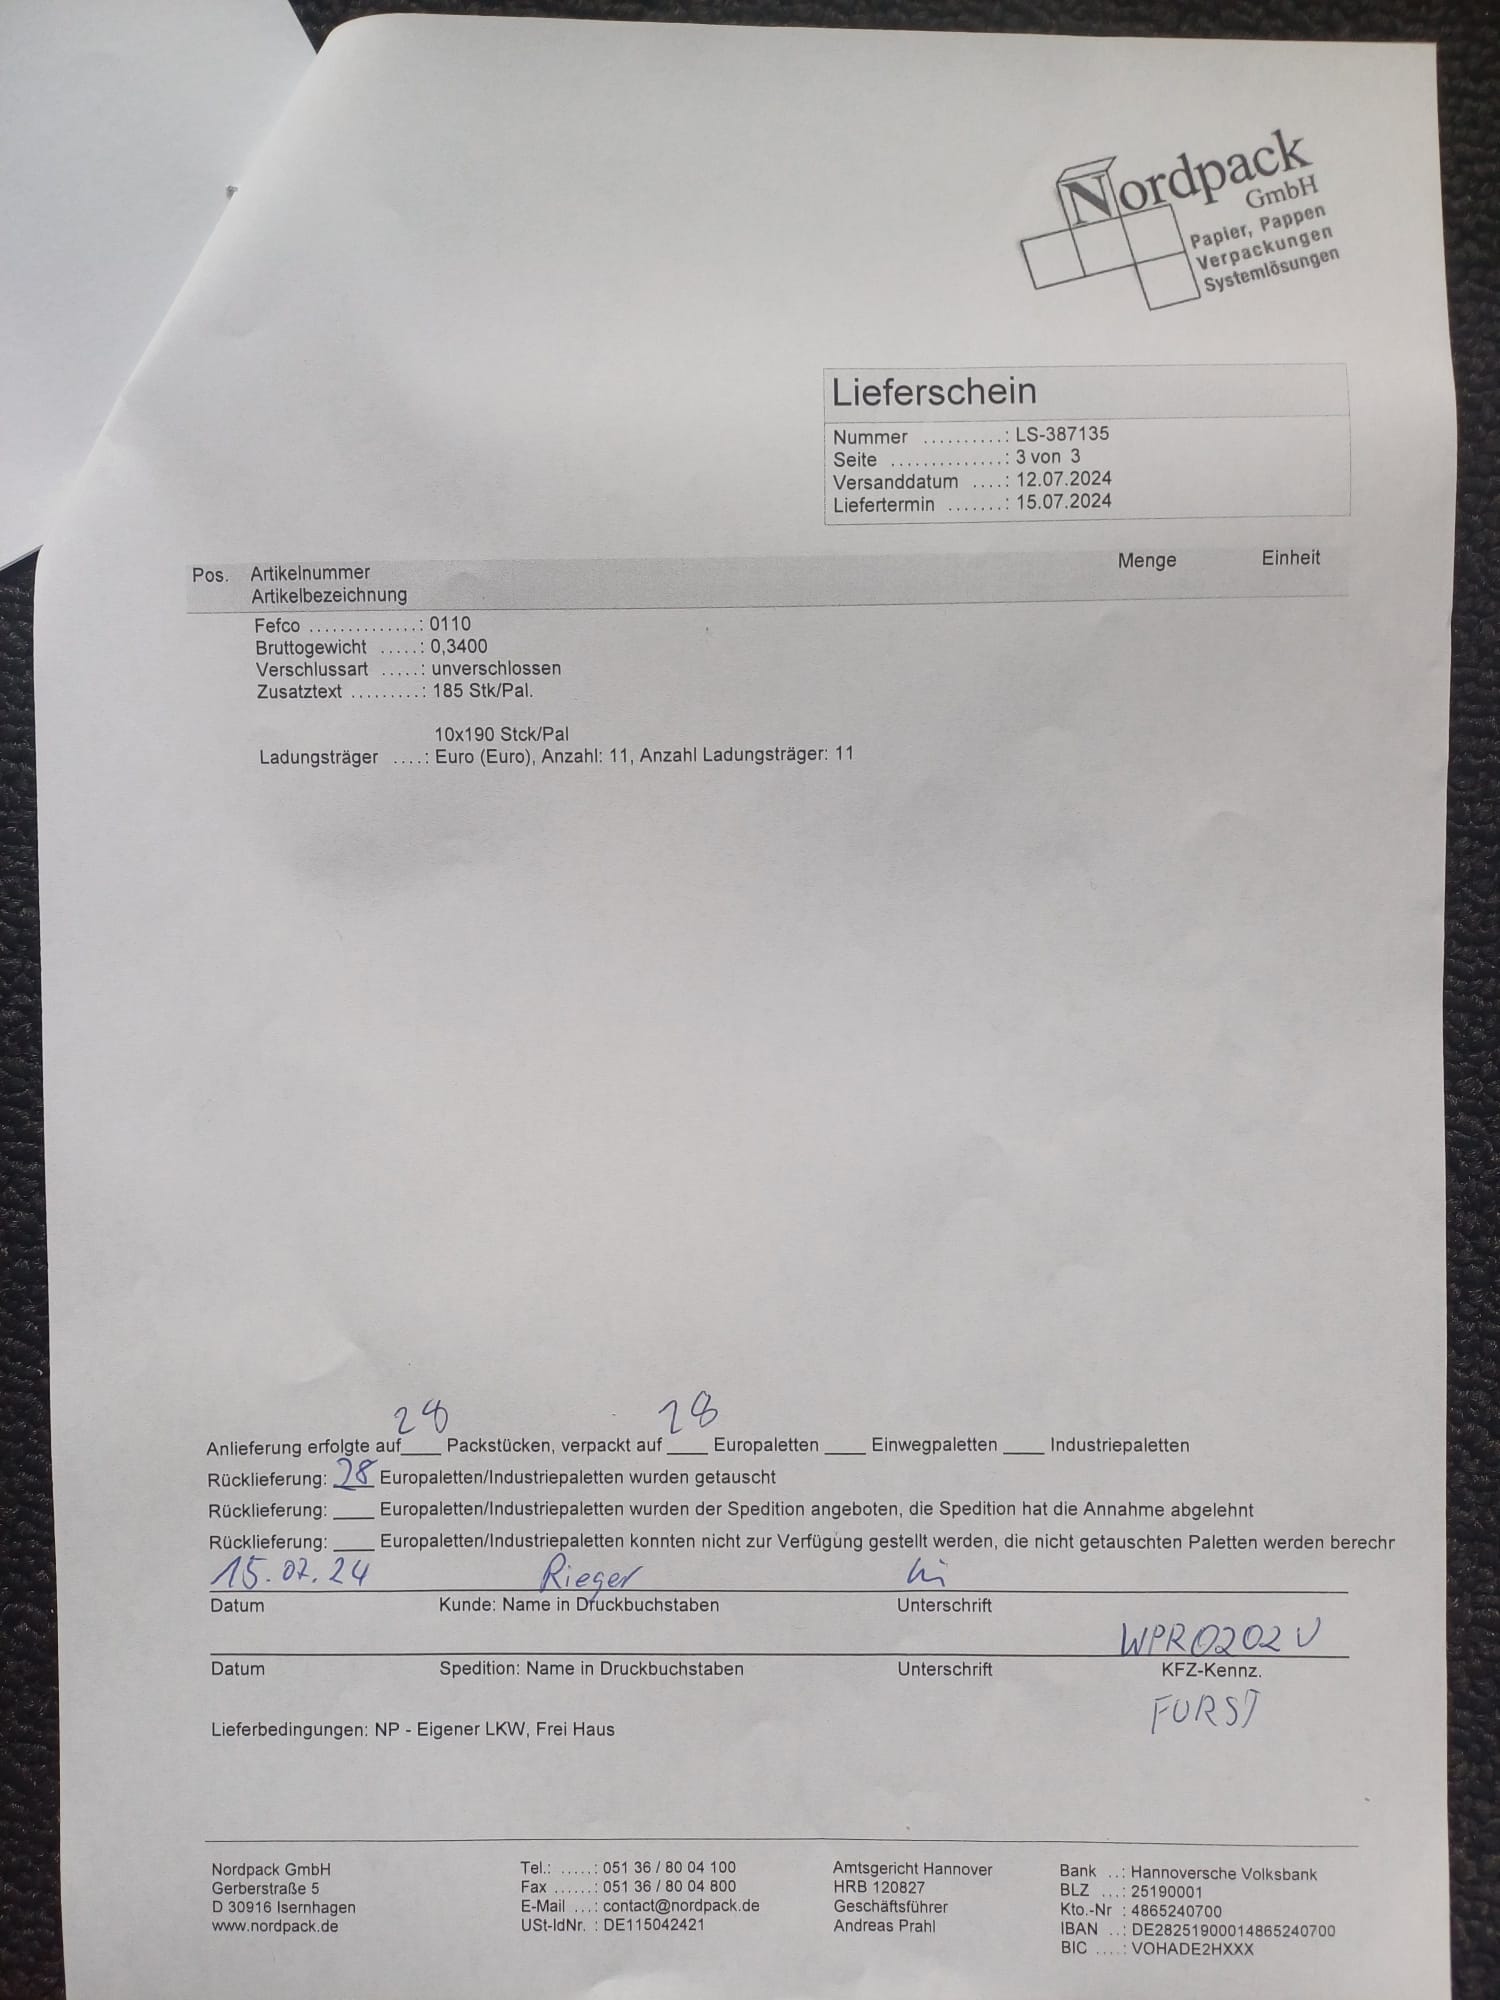 Nordpack
GmbH
Papier, Pappen
Verpackungen
Systemlösungen
Lieferschein
Nummer ..........: LS-387135
Seite ..............: 3 von 3
Versanddatum ....: 12.07.2024
Liefertermin .......: 15.07.2024
Pos. Artikelnummer Menge Einheit
Artikelbezeichnung
Fefco ..............: 0110
Bruttogewicht .....: 0,3400
Verschlussart .....: unverschlossen
Zusatztext .........: 185 Stk/Pal.
10x190 Stck/Pal
Ladungsträger ....: Euro (Euro), Anzahl: 11, Anzahl Ladungsträger: 11
28 28
Anlieferung erfolgte auf____ Packstücken, verpackt auf ____ Europaletten ____ Einwegpaletten ____ Industriepaletten
Rücklieferung: 28 Europaletten/Industriepaletten wurden getauscht
Rücklieferung: ____ Europaletten/Industriepaletten wurden der Spedition angeboten, die Spedition hat die Annahme abgelehnt
Rücklieferung: ____ Europaletten/Industriepaletten konnten nicht zur Verfügung gestellt werden, die nicht getauschten Paletten werden berechr
15.07.24 Rieger
Datum Kunde: Name in Druckbuchstaben Unterschrift
WPR0202V
Datum Spedition: Name in Druckbuchstaben Unterschrift KFZ-Kennz.
FURST
Lieferbedingungen: NP - Eigener LKW, Frei Haus
Nordpack GmbH Tel.: .....: 051 36 / 80 04 100 Amtsgericht Hannover Bank ..: Hannoversche Volksbank
Gerberstraße 5 Fax ......: 051 36 / 80 04 800 HRB 120827 BLZ ...: 25190001
D 30916 Isernhagen E-Mail ...: contact@nordpack.de Geschäftsführer Kto.-Nr : 4865240700
www.nordpack.de USt-IdNr. : DE115042421 Andreas Prahl IBAN ..: DE28251900014865240700
BIC ....: VOHADE2HXXX